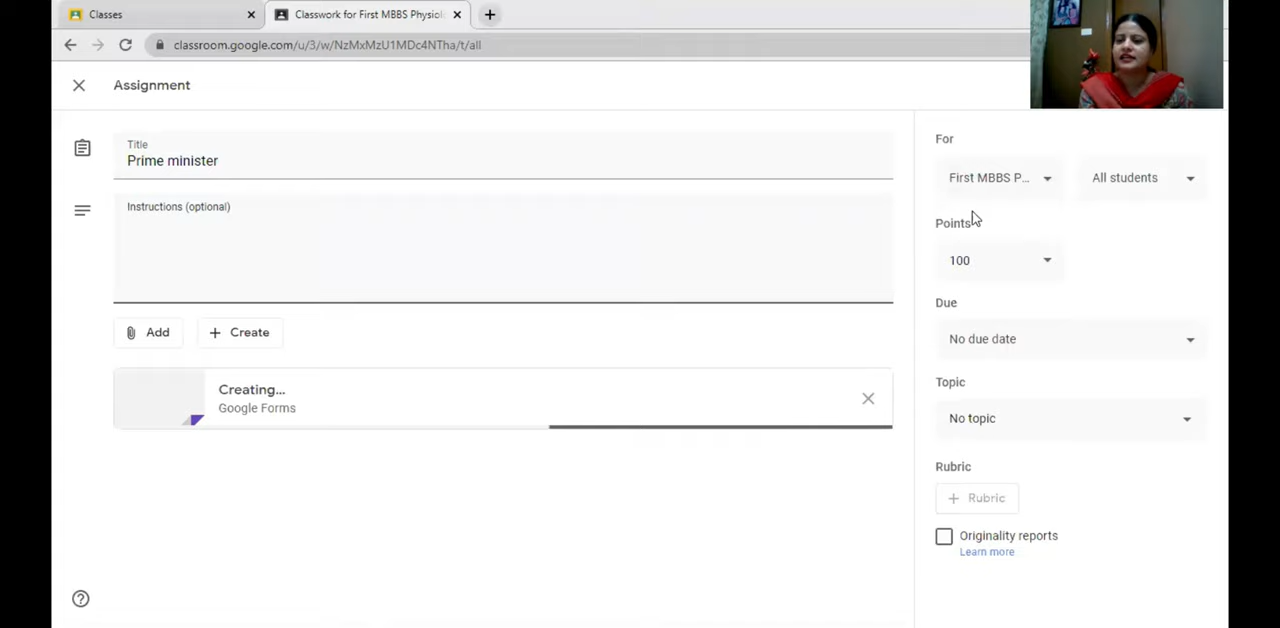 Classes
Classwork for First MBBS Physiol
classroom.google.com/u/3/w/NzMxMzU1MDc4NTha/t/all
Assignment
Title
Prime minister
Instructions (optional)
Add
Create
Creating...
Google Forms
For
First MBBS P...
All students
Points
100
Due
No due date
Topic
No topic
Rubric
+ Rubric
Originality reports
Learn more